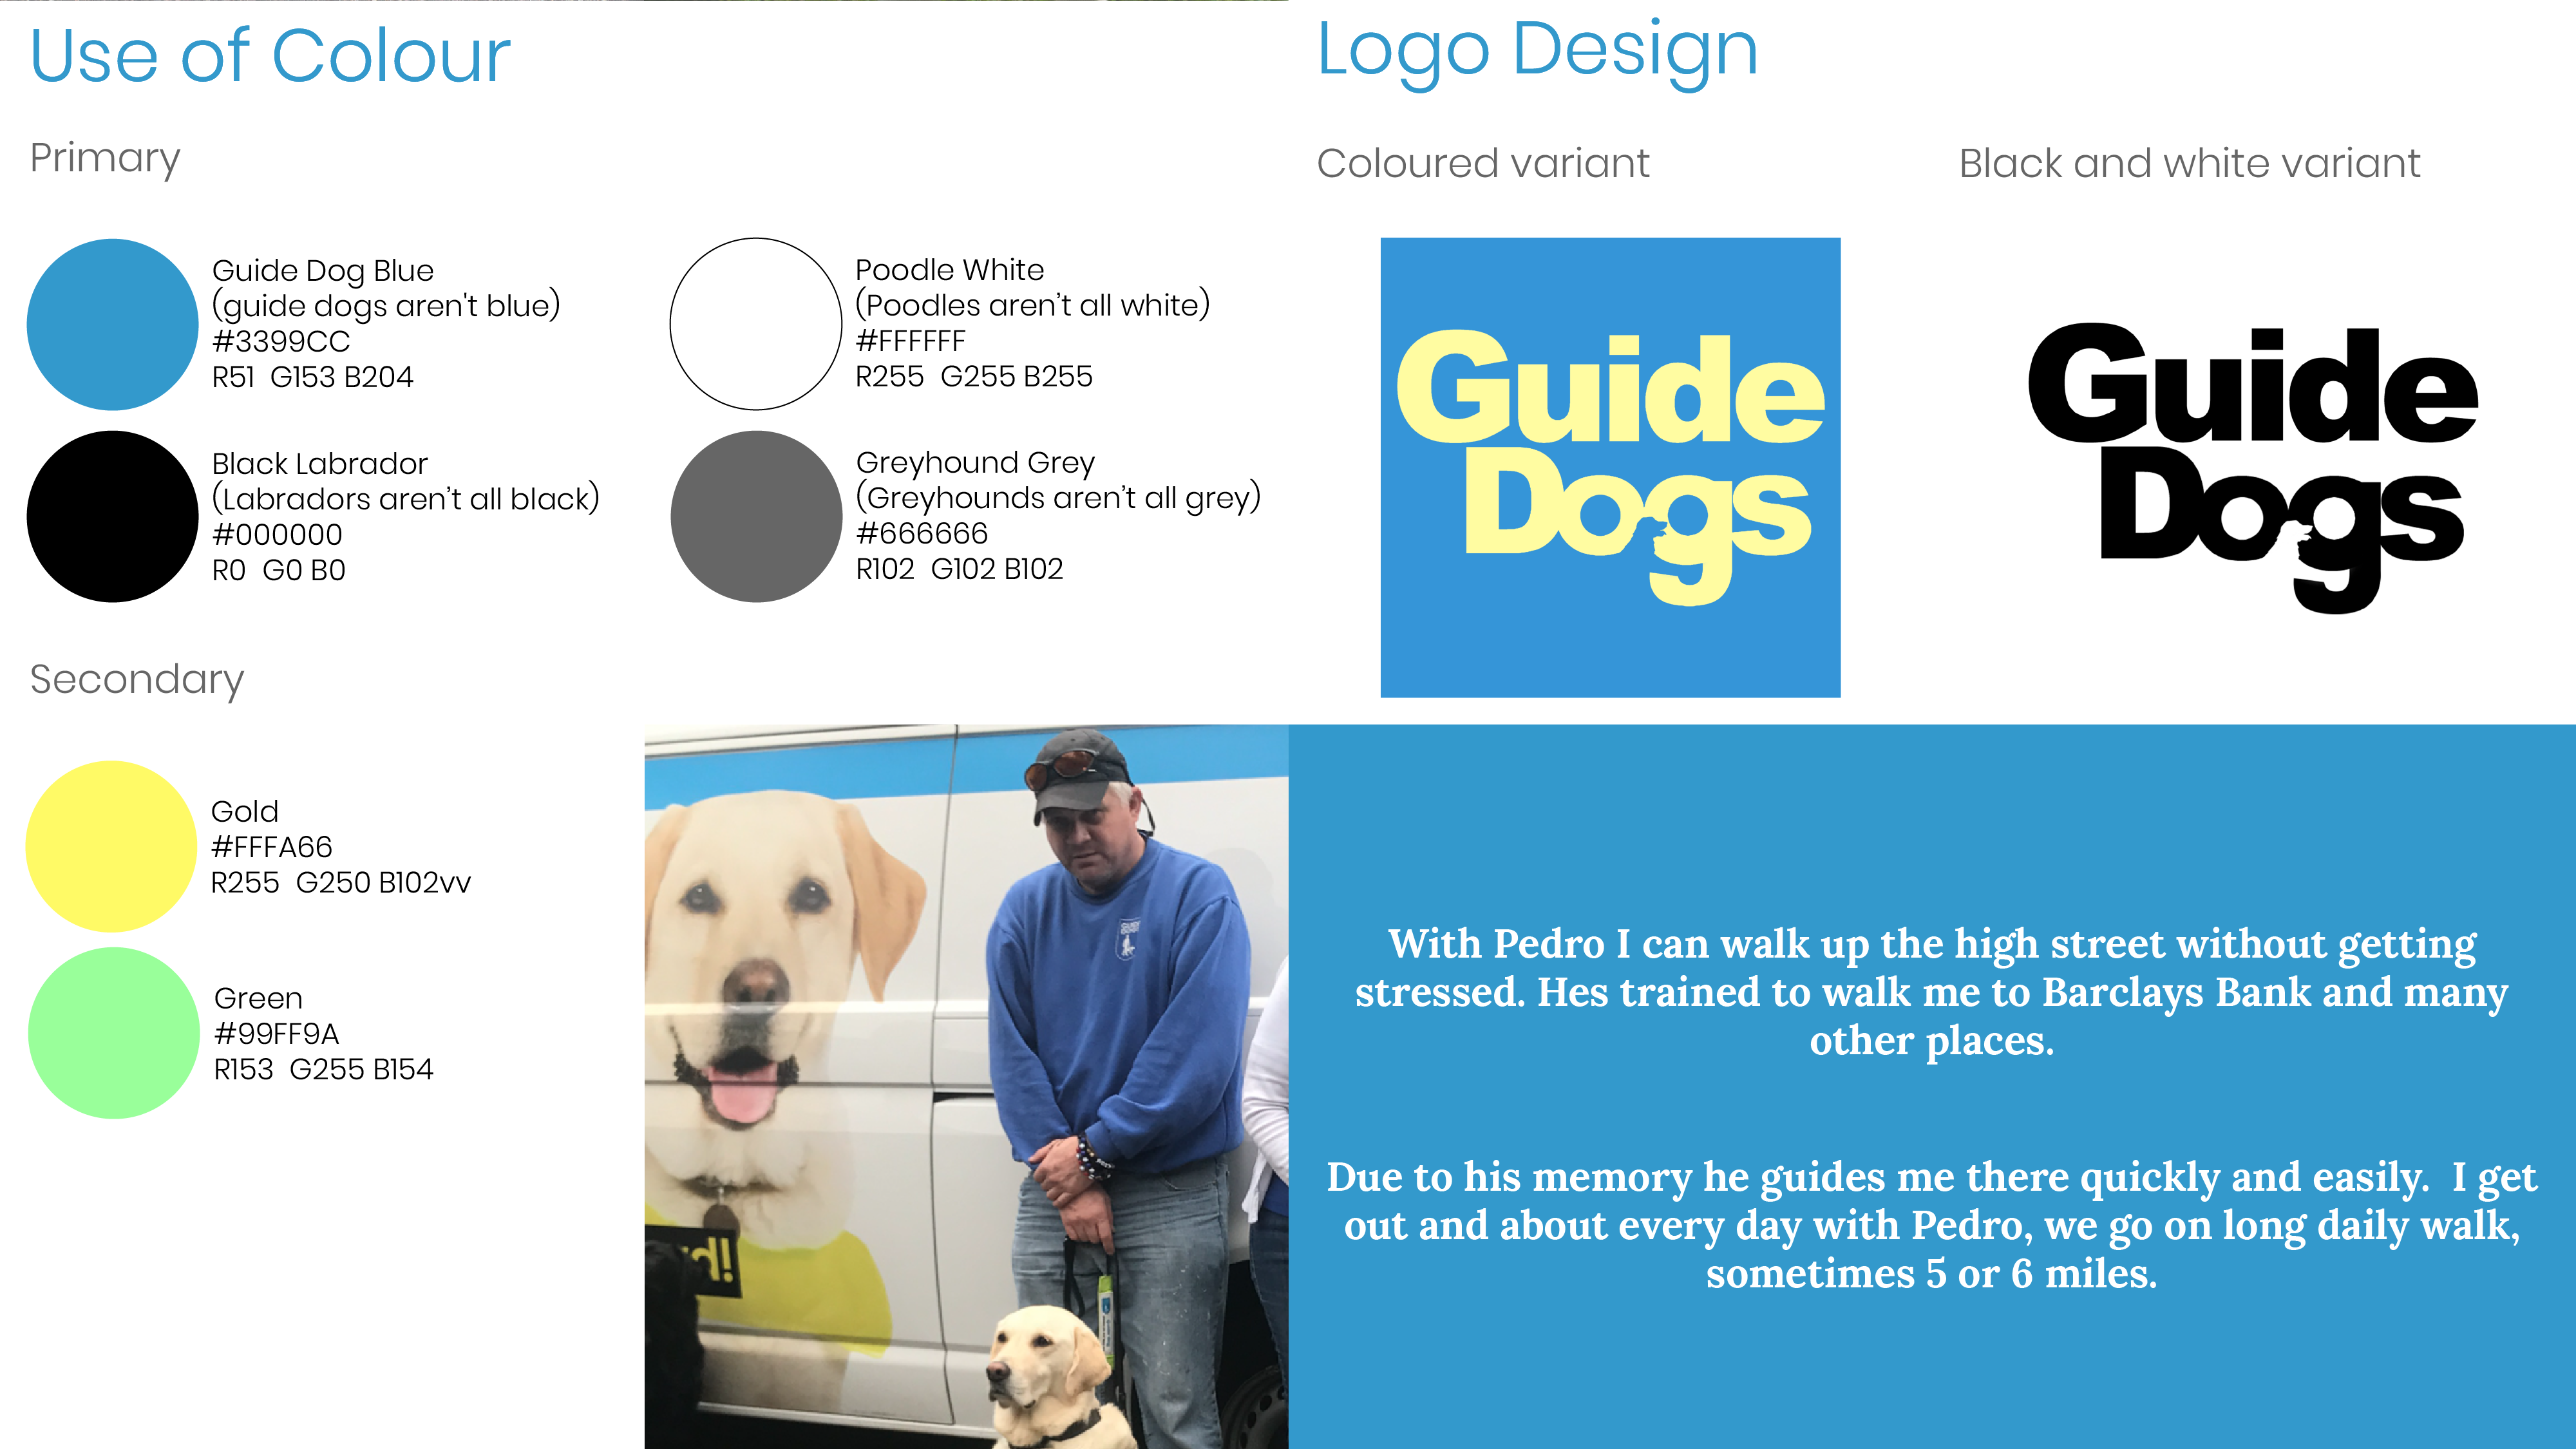 Use of Colour
Primary
Guide Dog Blue
(guide dogs aren't blue)
#3399CC
R51 G153 B204
Poodle White
(Poodles aren't all white)
#FFFFFF
R255 G255 B255
Black Labrador
(Labradors aren't all black)
#000000
R0 G0 B0
Greyhound Grey
(Greyhounds aren't all grey)
#666666
R102 G102 B102
Secondary
Gold
#FFFA66
R255 G250 B102vv
Green
#99FF9A
R153 G255 B154
Logo Design
Coloured variant
Black and white variant
Guide
Dogs
Guide
Dogs
With Pedro I can walk up the high street without getting
stressed. Hes trained to walk me to Barclays Bank and many
other places.
Due to his memory he guides me there quickly and easily.  I get
out and about every day with Pedro, we go on long daily walk,
sometimes 5 or 6 miles.